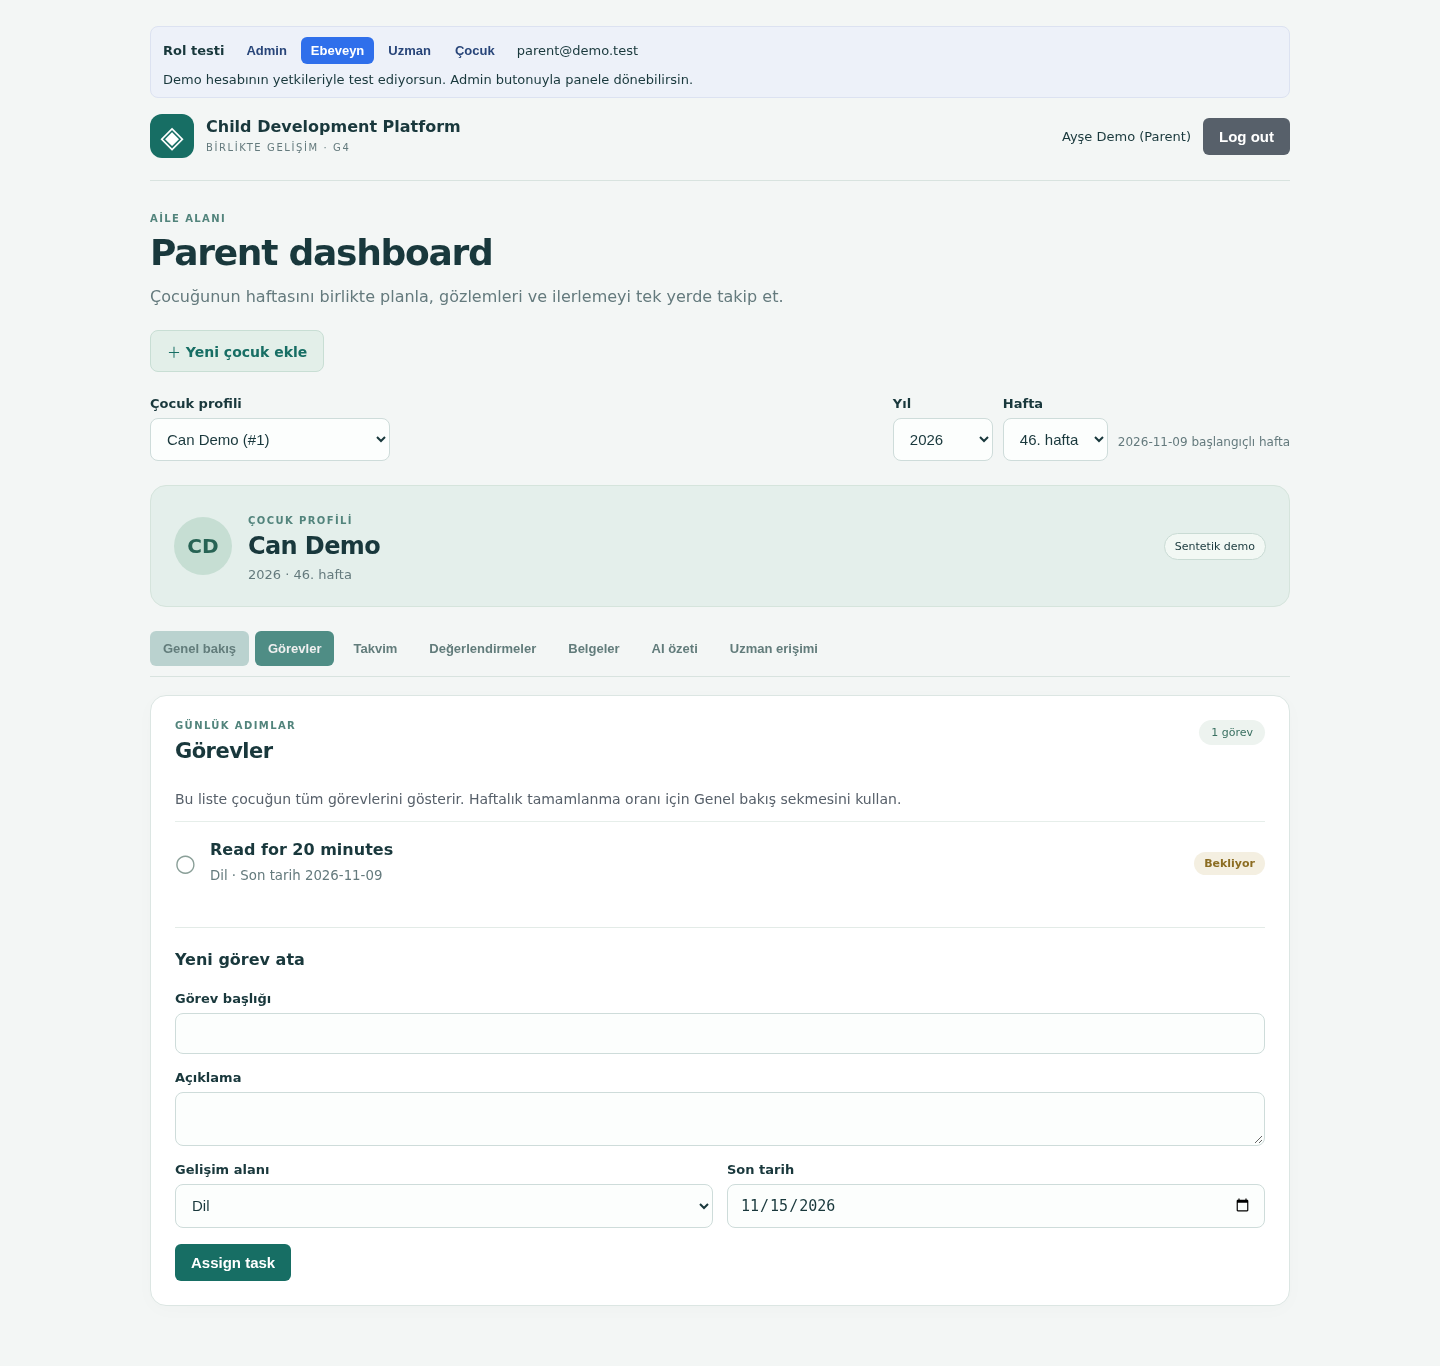 Rol testi Admin Ebeveyn Uzman Çocuk parent@demo.test
Demo hesabının yetkileriyle test ediyorsun. Admin butonuyla panele dönebilirsin.
Child Development Platform
BİRLİKTE GELİŞİM · G4
Ayşe Demo (Parent) Log out
AİLE ALANI
Parent dashboard
Çocuğunun haftasını birlikte planla, gözlemleri ve ilerlemeyi tek yerde takip et.
+ Yeni çocuk ekle
Çocuk profili Yıl Hafta
Can Demo (#1) 2026 46. hafta 2026-11-09 başlangıçlı hafta
CD
ÇOCUK PROFİLİ
Can Demo
2026 · 46. hafta
Sentetik demo
Genel bakış Görevler Takvim Değerlendirmeler Belgeler AI özeti Uzman erişimi
GÜNLÜK ADIMLAR
Görevler
1 görev
Bu liste çocuğun tüm görevlerini gösterir. Haftalık tamamlanma oranı için Genel bakış sekmesini kullan.
Read for 20 minutes
Dil · Son tarih 2026-11-09
Bekliyor
Yeni görev ata
Görev başlığı
Açıklama
Gelişim alanı Son tarih
Dil 11/15/2026
Assign task